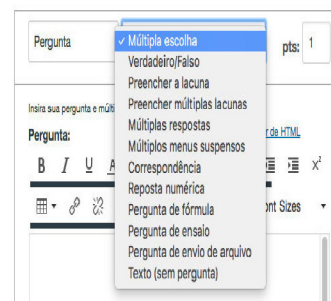 Pergunta
✓ Múltipla escolha
pts: 1
Verdadeiro/Falso
Preencher a lacuna
Preencher múltiplas lacunas
Múltiplas respostas
Múltiplos menus suspensos
Correspondência
Reposta numérica
Pergunta de fórmula
Pergunta de ensaio
Pergunta de envio de arquivo
Texto (sem pergunta)
Insira sua pergunta e
Pergunta:
de HTML
B I U A x²
Sizes